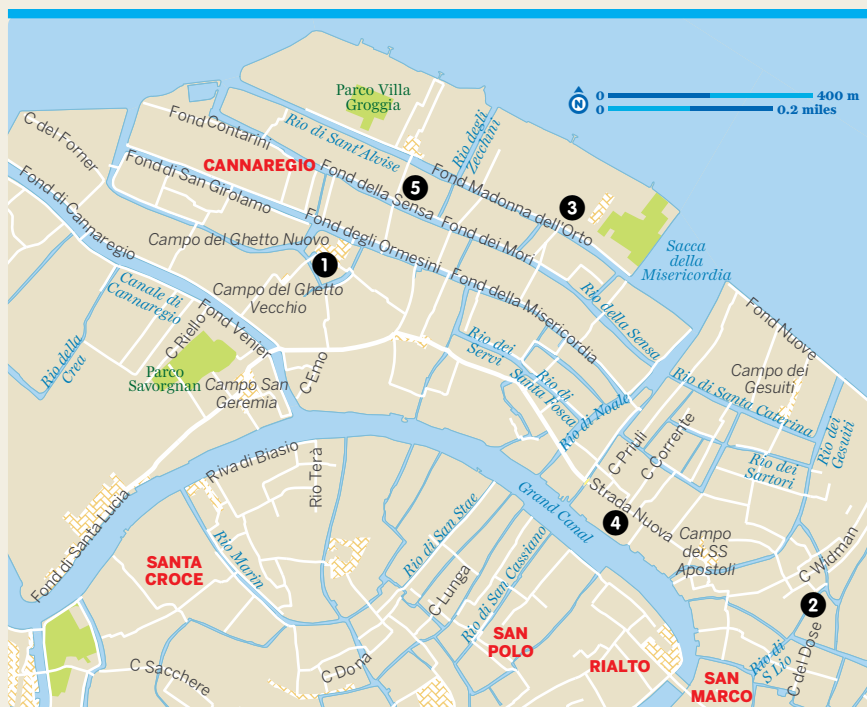 Parco Villa
Groggia
N
0
400 m
0
0.2 miles
C del Forner
Fond Contarini
Rio di Sant'Alvise
Rio degli
Zecchini
CANNAREGIO
Fond di San Girolamo
Fond della Sensa
5
Fond Madonna dell'Orto
3
Fond di Cannaregio
Fond degli Ormesini
Fond dei Mori
Campo del Ghetto Nuovo
1
Sacca
della
Misericordia
Canale di
Cannaregio
Campo del Ghetto
Vecchio
Fond della Misericordia
Rio della Sensa
Fond Nuove
Rio della
Crea
C Riello
Fond Venier
Parco
Savorgnan
Campo San
Geremia
C Emo
Rio dei
Servi
Rio di
Santa Fosca
Rio di Noale
Campo dei
Gesuiti
Rio di Santa Caterina
Rio dei
Gesuiti
C Priuli
C Corrente
Rio dei
Sartori
Riva di Biasio
Rio Terà
Fond di Santa Lucia
Grand Canal
Strada Nuova
4
Rio di San Stae
Rio Marin
SANTA
CROCE
Campo
dei SS
Apostoli
C Widman
2
C Lunga
Rio di San Cassiano
SAN
POLO
RIALTO
C Sacchere
C Dona
SAN
MARCO
Rio di
S Lio
C del Dose